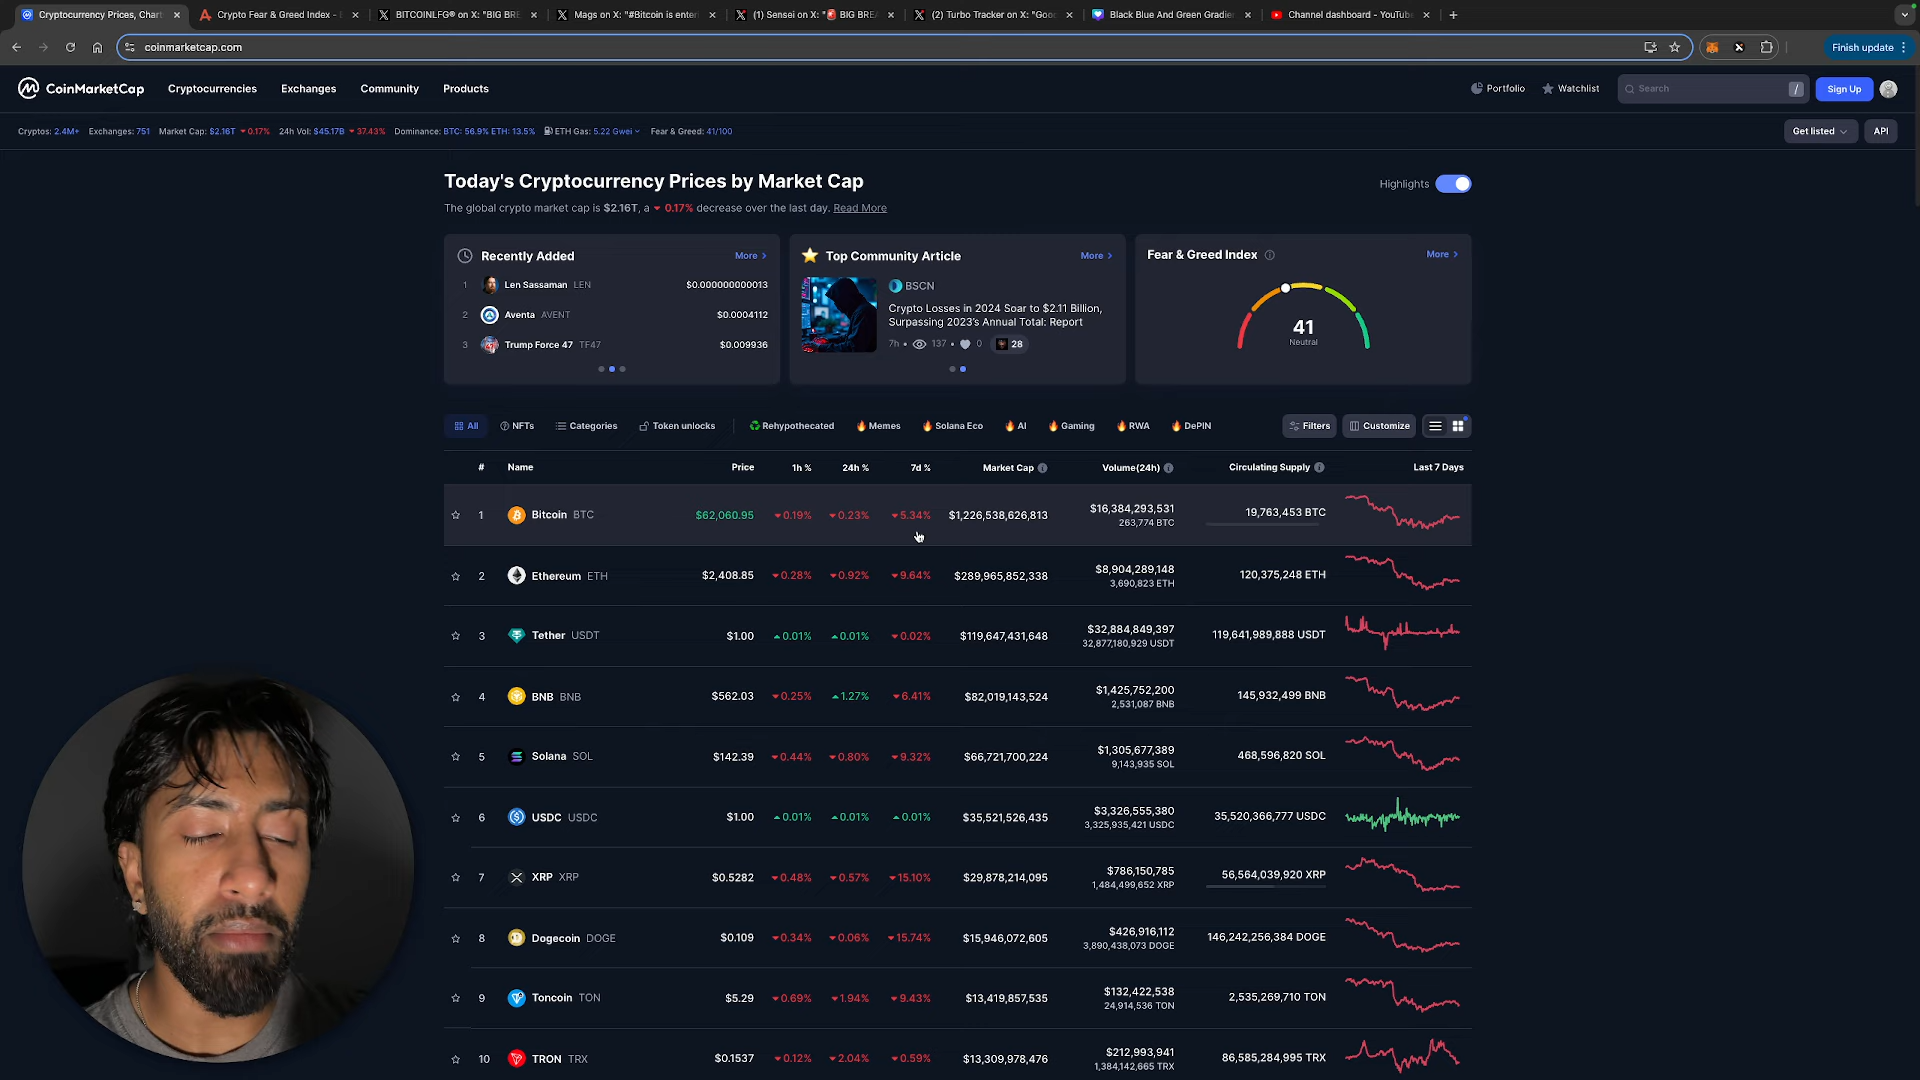 Cryptocurrency Prices, Chart
Crypto Fear & Greed Index -
BITCOINLFG® on X: "BIG BRE
Mags on X: "#Bitcoin is enter
(1) Sensei on X: "🚨 BIG BREA
(2) Turbo Tracker on X: "Goo
Black Blue And Green Gradie
Channel dashboard - YouTube
coinmarketcap.com
Finish update
CoinMarketCap
Cryptocurrencies
Exchanges
Community
Products
Portfolio
Watchlist
Search
/
Sign Up
Cryptos: 2.4M+ Exchanges: 751 Market Cap: $2.16T 0.17% 24h Vol: $45.17B 37.43% Dominance: BTC: 56.9% ETH: 13.5% ETH Gas: 5.22 Gwei Fear & Greed: 41/100
Get listed
API
Today's Cryptocurrency Prices by Market Cap
Highlights
The global crypto market cap is $2.16T, a 0.17% decrease over the last day. Read More
Recently Added
More >
1 Len Sassaman LEN $0.000000000013
2 Aventa AVENT $0.0004112
3 Trump Force 47 TF47 $0.009936
Top Community Article
More >
BSCN
Crypto Losses in 2024 Soar to $2.11 Billion,
Surpassing 2023's Annual Total: Report
7h • 137 • 0 28
Fear & Greed Index
More >
41
Neutral
All NFTs Categories Token unlocks Rehypothecated Memes Solana Eco AI Gaming RWA DePIN Filters Customize
# Name Price 1h % 24h % 7d % Market Cap Volume(24h) Circulating Supply Last 7 Days
1 Bitcoin BTC $62,060.95 0.19% 0.23% 5.34% $1,226,538,626,813 $16,384,293,531 19,763,453 BTC
263,774 BTC
2 Ethereum ETH $2,408.85 0.28% 0.92% 9.64% $289,965,852,338 $8,904,289,148 120,375,248 ETH
3,690,823 ETH
3 Tether USDT $1.00 0.01% 0.01% 0.02% $119,647,431,648 $32,884,849,397 119,641,989,888 USDT
32,877,180,929 USDT
4 BNB BNB $562.03 0.25% 1.27% 6.41% $82,019,143,524 $1,425,752,200 145,932,499 BNB
2,531,087 BNB
5 Solana SOL $142.39 0.44% 0.80% 9.32% $66,721,700,224 $1,305,677,389 468,596,820 SOL
9,143,935 SOL
6 USDC USDC $1.00 0.01% 0.01% 0.01% $35,521,526,435 $3,326,555,380 35,520,366,777 USDC
3,325,935,421 USDC
7 XRP XRP $0.5282 0.48% 0.57% 15.10% $29,878,214,095 $786,150,785 56,564,039,920 XRP
1,484,499,652 XRP
8 Dogecoin DOGE $0.109 0.34% 0.06% 15.74% $15,946,072,605 $426,916,112 146,242,256,384 DOGE
3,890,438,073 DOGE
9 Toncoin TON $5.29 0.69% 1.94% 9.43% $13,419,857,535 $132,422,538 2,535,269,710 TON
24,914,536 TON
10 TRON TRX $0.1537 0.12% 2.04% 0.59% $13,309,978,476 $212,993,941 86,585,284,995 TRX
1,384,142,665 TRX